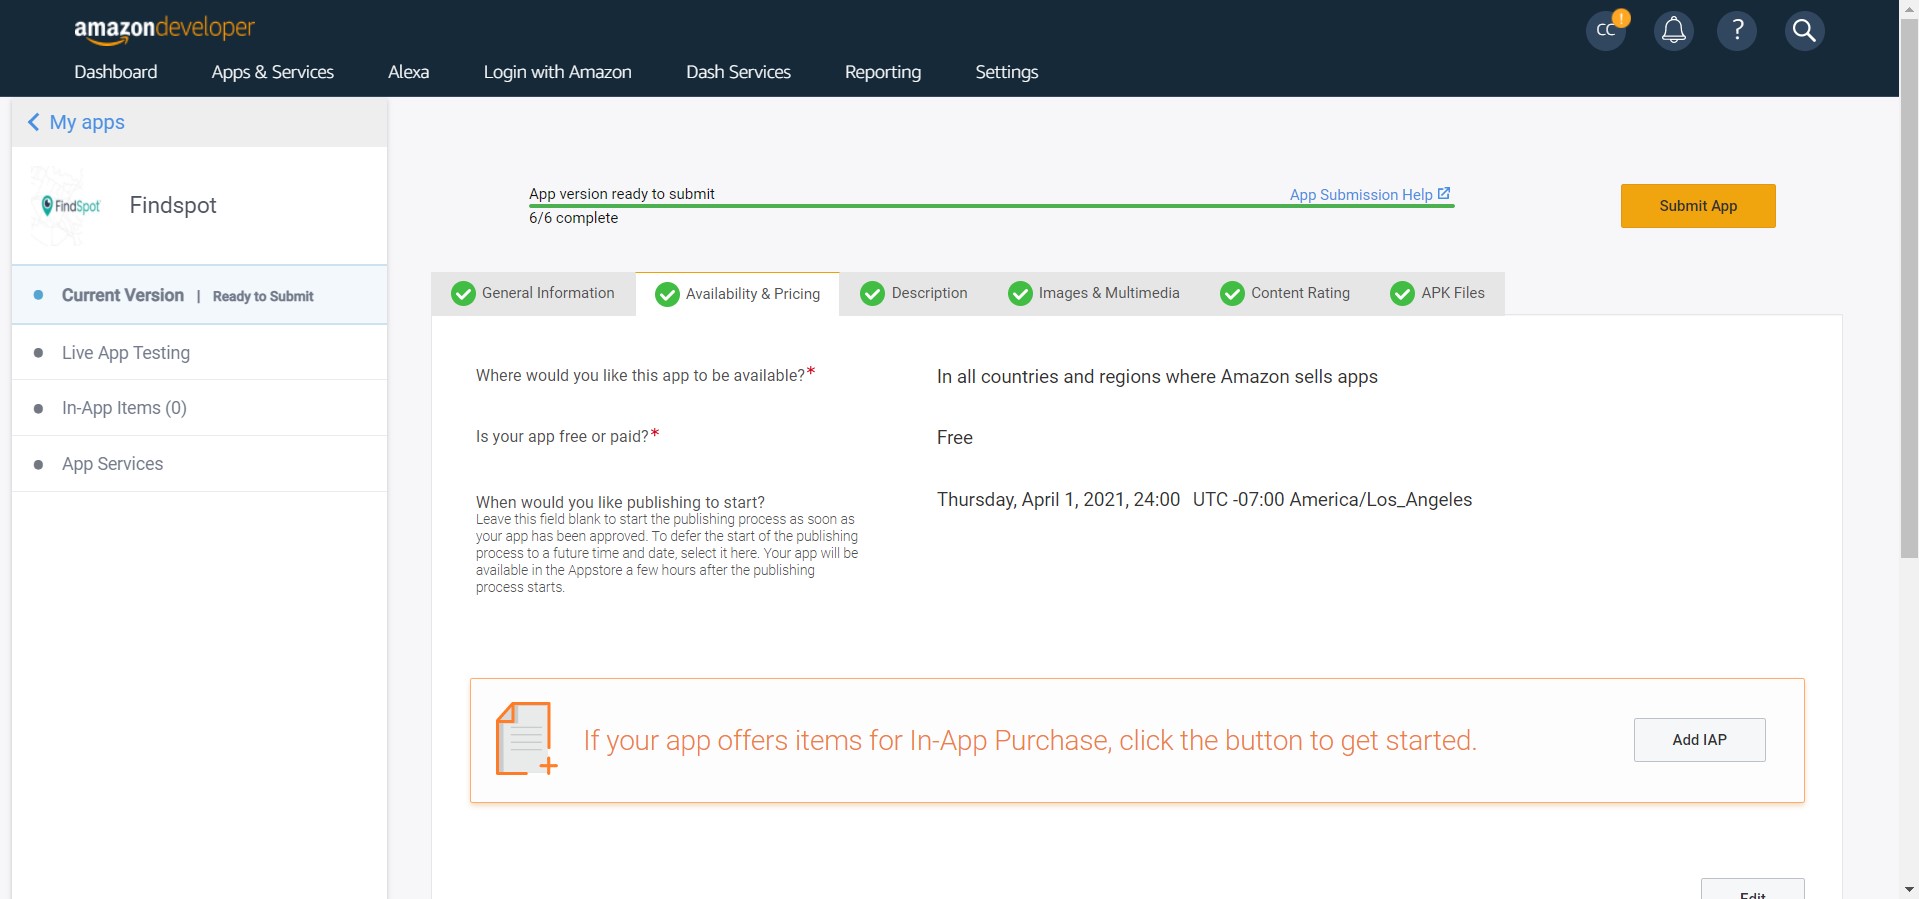 amazondeveloper
CC
!
?
Dashboard
Apps & Services
Alexa
Login with Amazon
Dash Services
Reporting
Settings
My apps
FindSpot
Findspot
Current Version | Ready to Submit
Live App Testing
In-App Items (0)
App Services
App version ready to submit
App Submission Help
6/6 complete
Submit App
General Information
Availability & Pricing
Description
Images & Multimedia
Content Rating
APK Files
Where would you like this app to be available?*
In all countries and regions where Amazon sells apps
Is your app free or paid?*
Free
When would you like publishing to start?
Leave this field blank to start the publishing process as soon as
your app has been approved. To defer the start of the publishing
process to a future time and date, select it here. Your app will be
available in the Appstore a few hours after the publishing
process starts.
Thursday, April 1, 2021, 24:00 UTC -07:00 America/Los_Angeles
If your app offers items for In-App Purchase, click the button to get started.
Add IAP
Edit